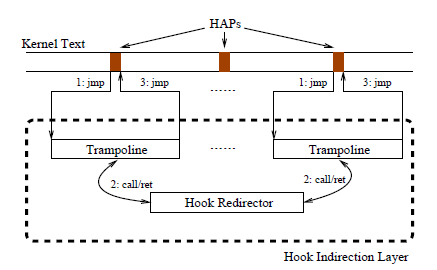 HAPs
Kernel Text
1: jmp 3: jmp ...... 1: jmp 3: jmp
Trampoline ...... Trampoline
2: call/ret 2: call/ret
Hook Redirector
Hook Indirection Layer